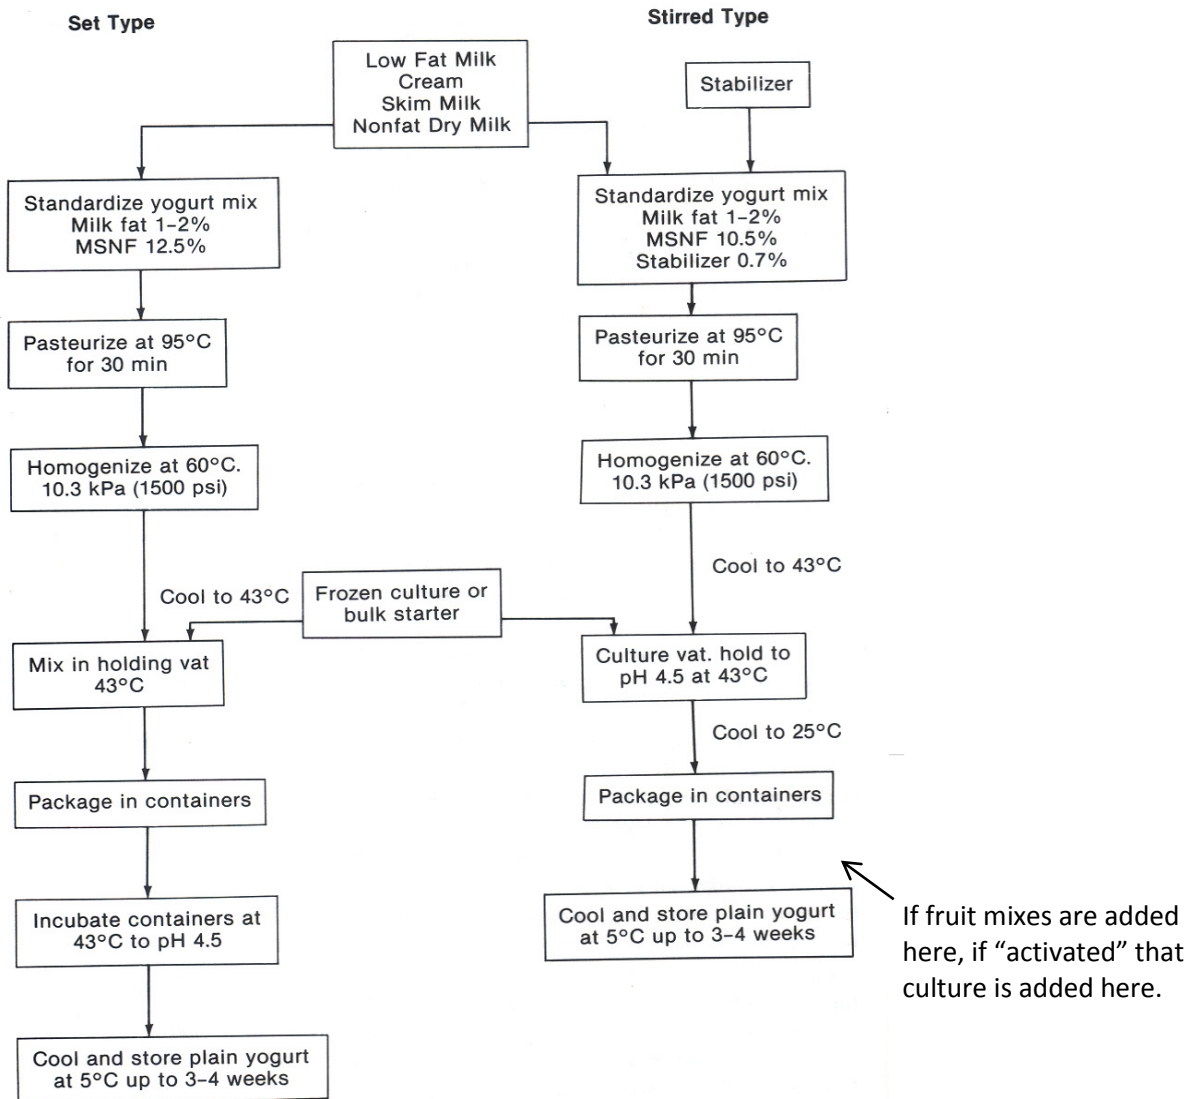 Set Type
Stirred Type
Low Fat Milk
Cream
Skim Milk
Nonfat Dry Milk
Stabilizer
Standardize yogurt mix
Milk fat 1–2%
MSNF 12.5%
Standardize yogurt mix
Milk fat 1–2%
MSNF 10.5%
Stabilizer 0.7%
Pasteurize at 95°C
for 30 min
Pasteurize at 95°C
for 30 min
Homogenize at 60°C.
10.3 kPa (1500 psi)
Homogenize at 60°C.
10.3 kPa (1500 psi)
Cool to 43°C
Frozen culture or
bulk starter
Cool to 43°C
Mix in holding vat
43°C
Culture vat. hold to
pH 4.5 at 43°C
Cool to 25°C
Package in containers
Package in containers
Incubate containers at
43°C to pH 4.5
Cool and store plain yogurt
at 5°C up to 3–4 weeks
If fruit mixes are added
here, if “activated” that
culture is added here.
Cool and store plain yogurt
at 5°C up to 3–4 weeks